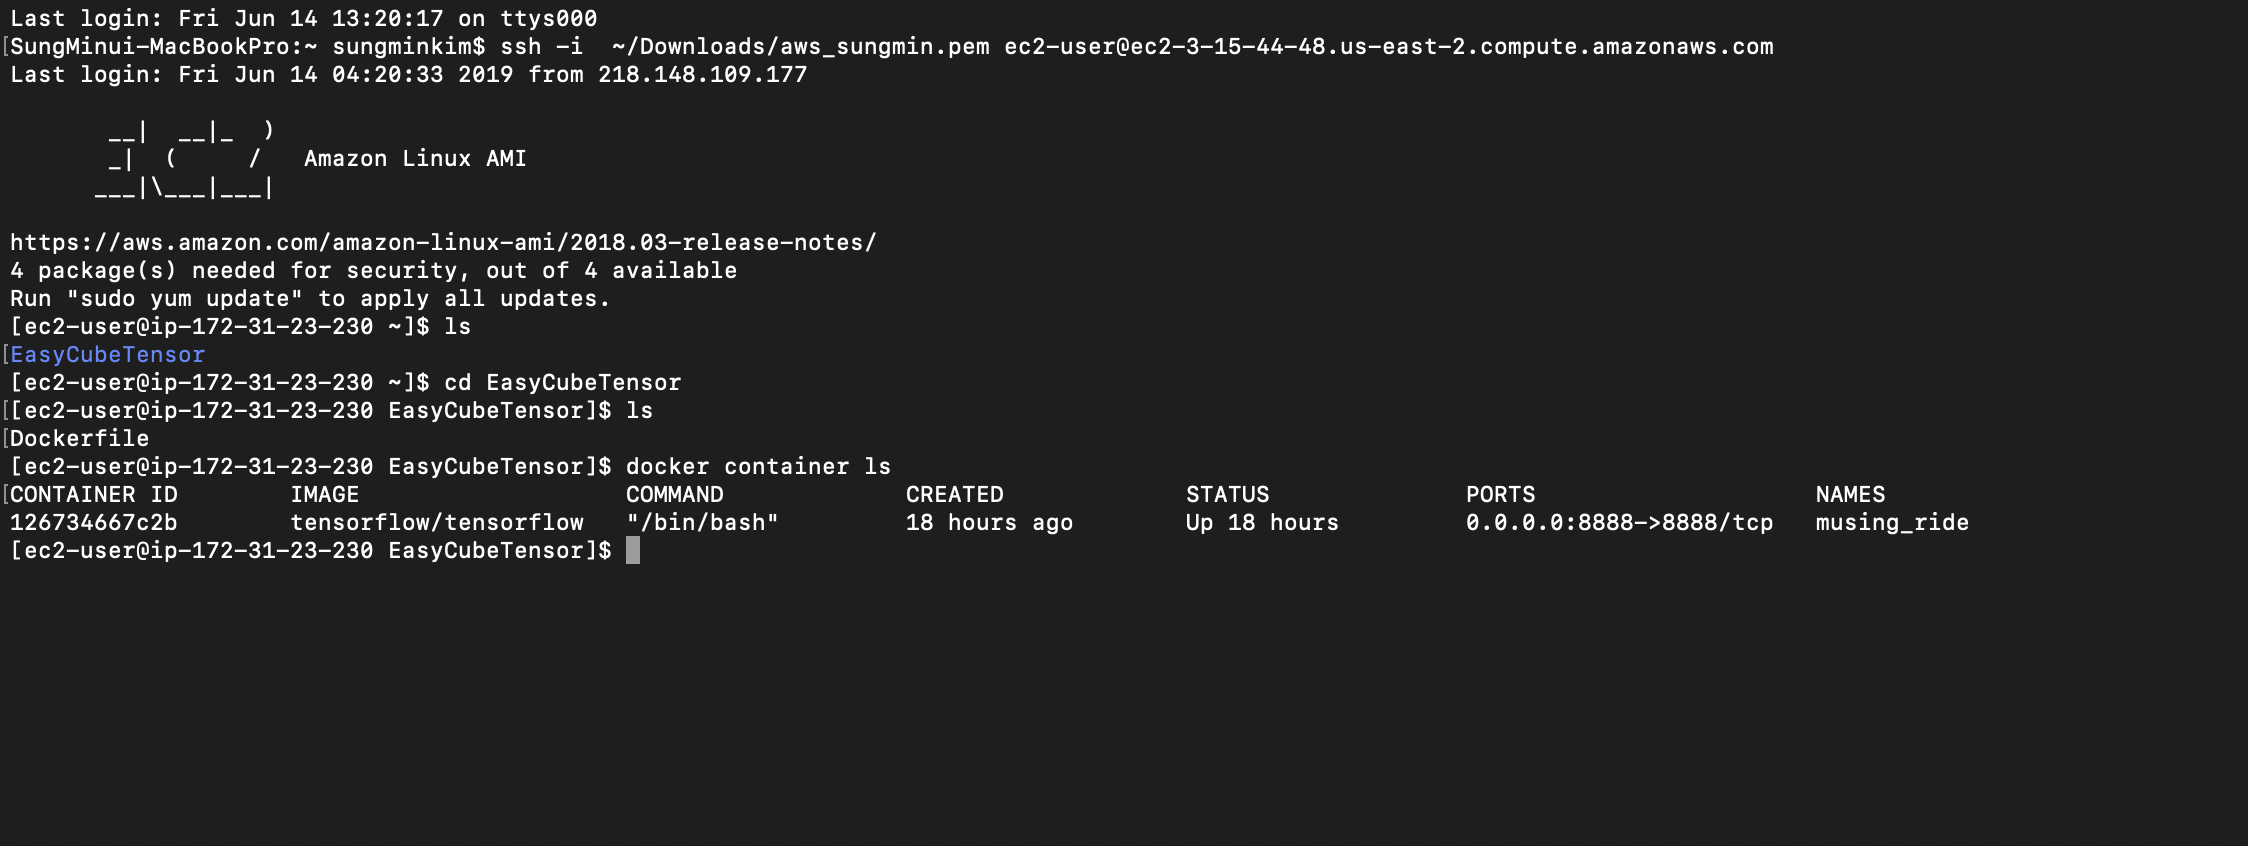 Last login: Fri Jun 14 13:20:17 on ttys000
[SungMinui-MacBookPro:~ sungminkim$ ssh -i  ~/Downloads/aws_sungmin.pem ec2-user@ec2-3-15-44-48.us-east-2.compute.amazonaws.com
Last login: Fri Jun 14 04:20:33 2019 from 218.148.109.177
       __|  __|_  )
       _|  (     /   Amazon Linux AMI
      ___|\___|___|
https://aws.amazon.com/amazon-linux-ami/2018.03-release-notes/
4 package(s) needed for security, out of 4 available
Run "sudo yum update" to apply all updates.
[ec2-user@ip-172-31-23-230 ~]$ ls
[EasyCubeTensor
[ec2-user@ip-172-31-23-230 ~]$ cd EasyCubeTensor
[[ec2-user@ip-172-31-23-230 EasyCubeTensor]$ ls
[Dockerfile
[ec2-user@ip-172-31-23-230 EasyCubeTensor]$ docker container ls
[CONTAINER ID        IMAGE                   COMMAND             CREATED             STATUS              PORTS                    NAMES
126734667c2b        tensorflow/tensorflow   "/bin/bash"         18 hours ago        Up 18 hours         0.0.0.0:8888->8888/tcp   musing_ride
[ec2-user@ip-172-31-23-230 EasyCubeTensor]$